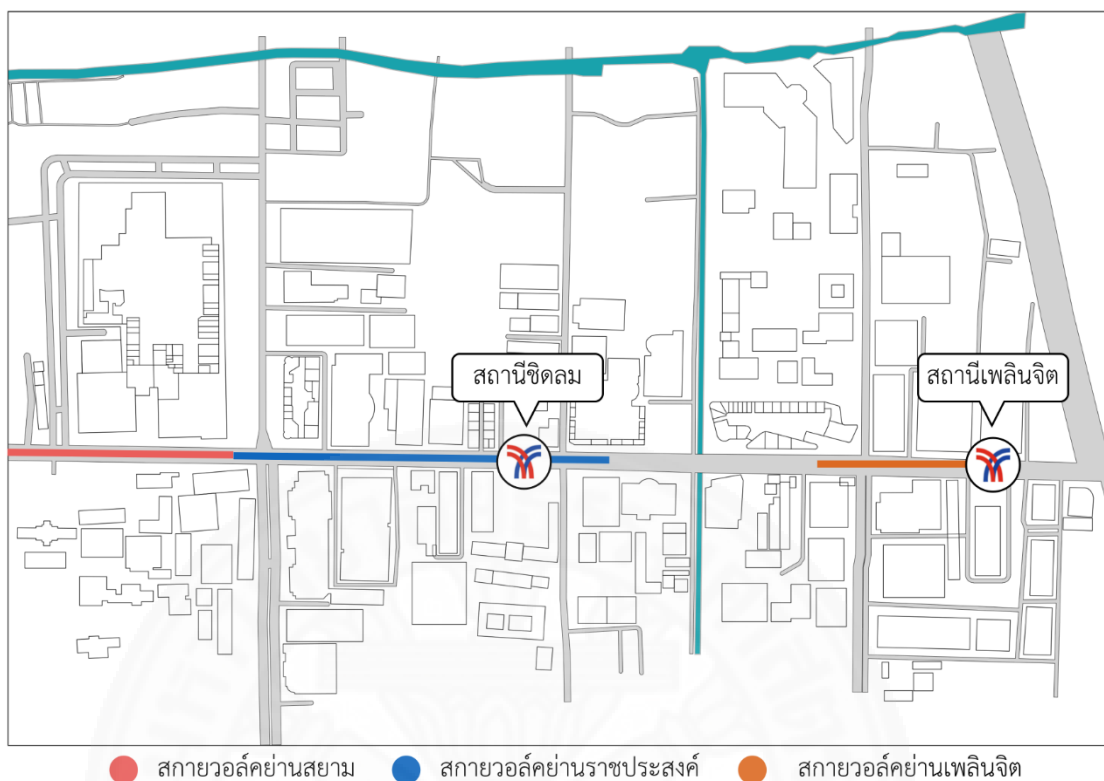 สถานีชิดลม
สถานีเพลินจิต
สกายวอล์คย่านสยาม
สกายวอล์คย่านราชประสงค์
สกายวอล์คย่านเพลินจิต